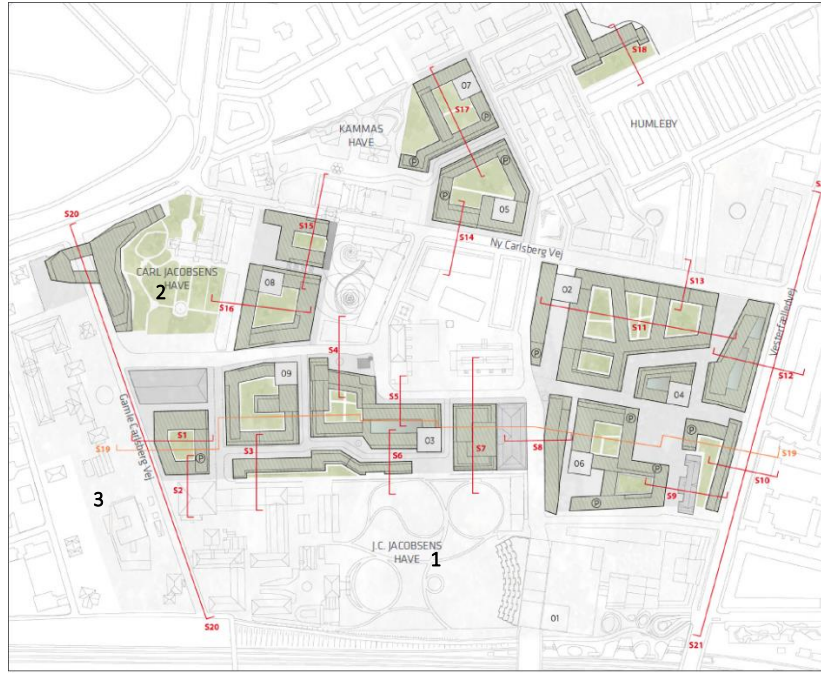 S18
07
S17
P
KAMMAS
HAVE
HUMLEBY
P
P
S20
S15
P
05
S
S14
Ny Carlsberg Vej
CARL JACOBSENS
HAVE
2
08
S16
S13
02
S11
Vesterfælledvej
S4
P
S12
09
S5
04
Gamle Carlsberg Vej
S1
S19
P
S3
03
S6
S7
S8
P
S19
S2
06
P
S10
S9
P
3
J.C. JACOBSENS
HAVE
1
01
S20
S21